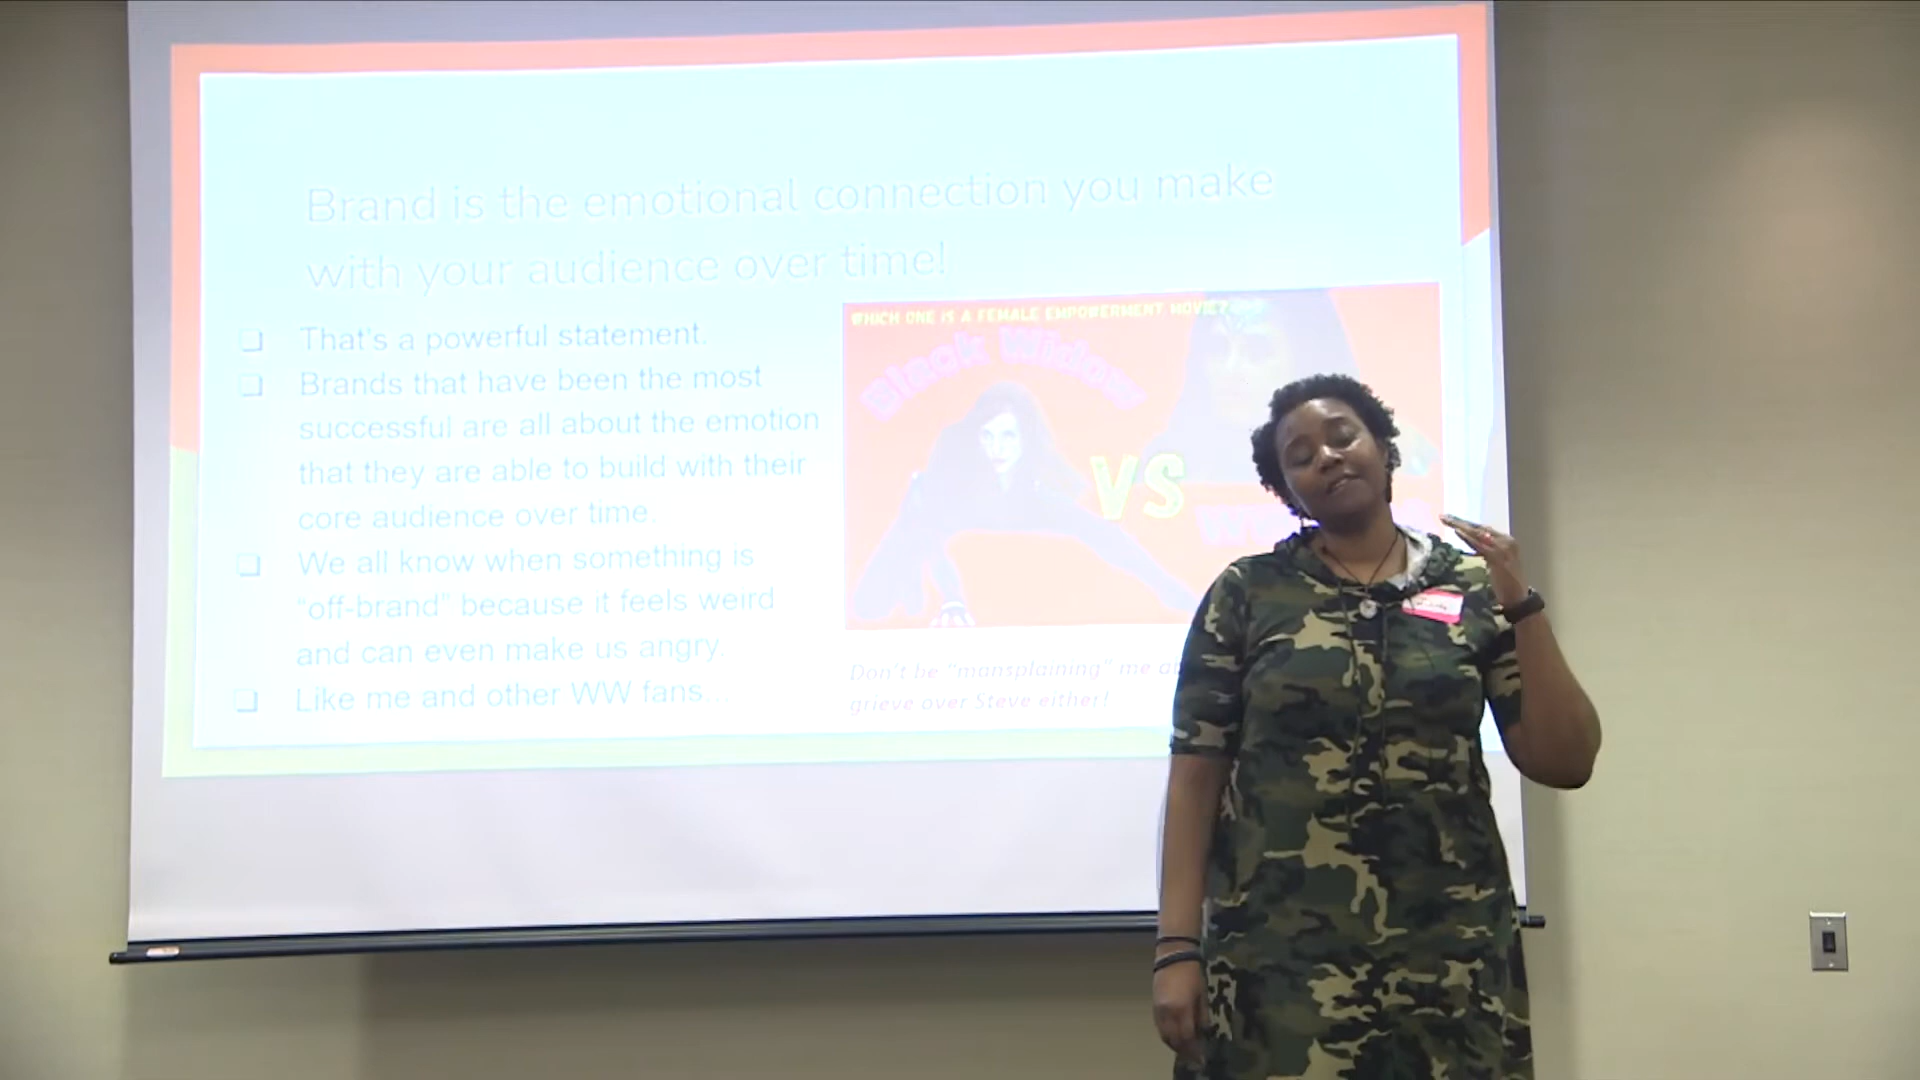 Brand is the emotional connection you make
with your audience over time!
❏ That's a powerful statement.
❏ Brands that have been the most
successful are all about the emotion
that they are able to build with their
core audience over time.
❏ We all know when something is
“off-brand” because it feels weird
and can even make us angry.
❏ Like me and other WW fans...
WHICH ONE IS A FEMALE EMPOWERMENT MOVIE?
Black Widow
VS
Don't be “mansplaining” me
grieve over Steve either!